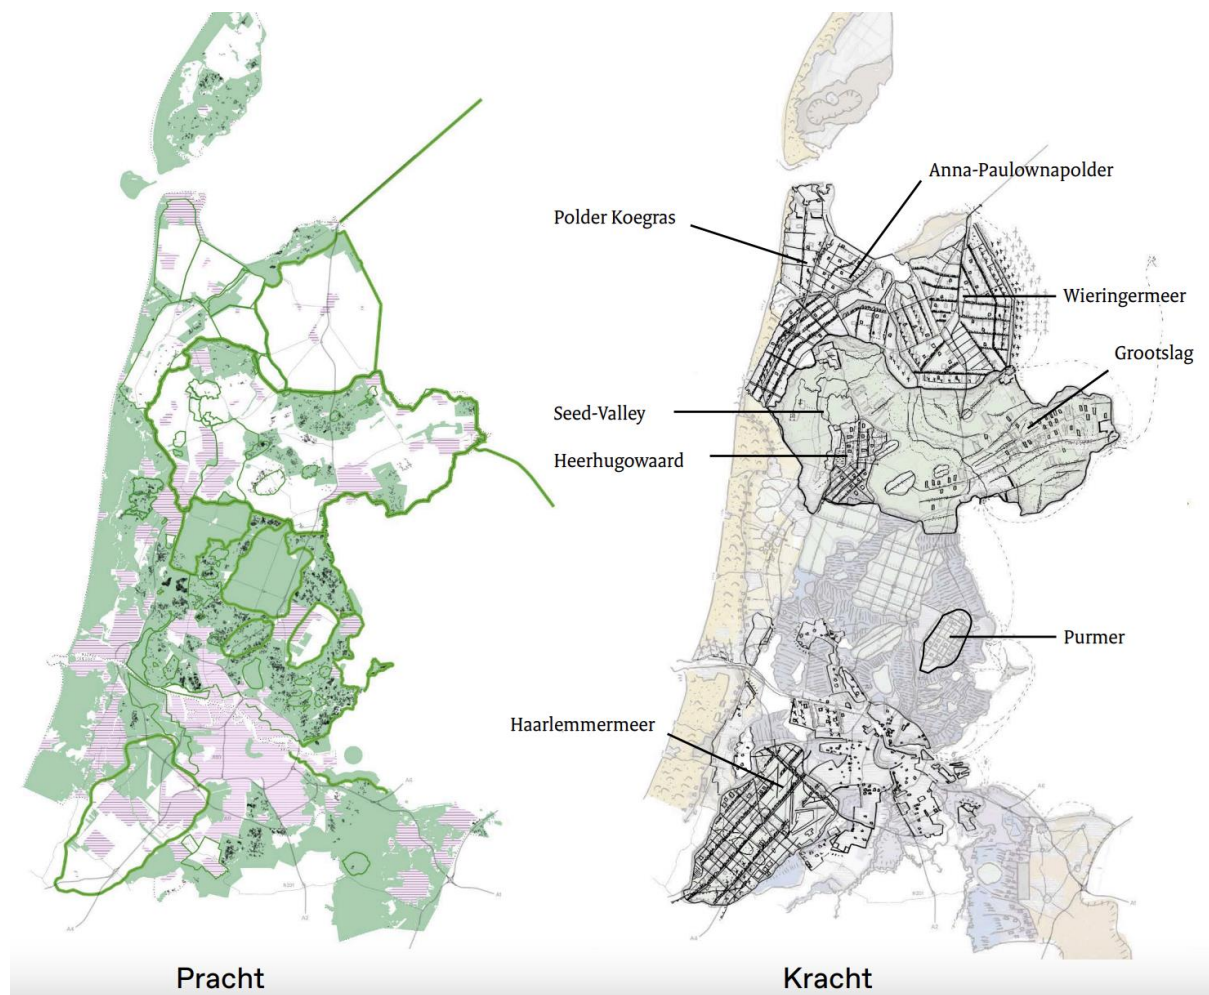 Anna-Paulownapolder
Polder Koegras
Wieringermeer
Grootslag
Seed-Valley
Heerhugowaard
Purmer
Haarlemmermeer
Pracht
Kracht